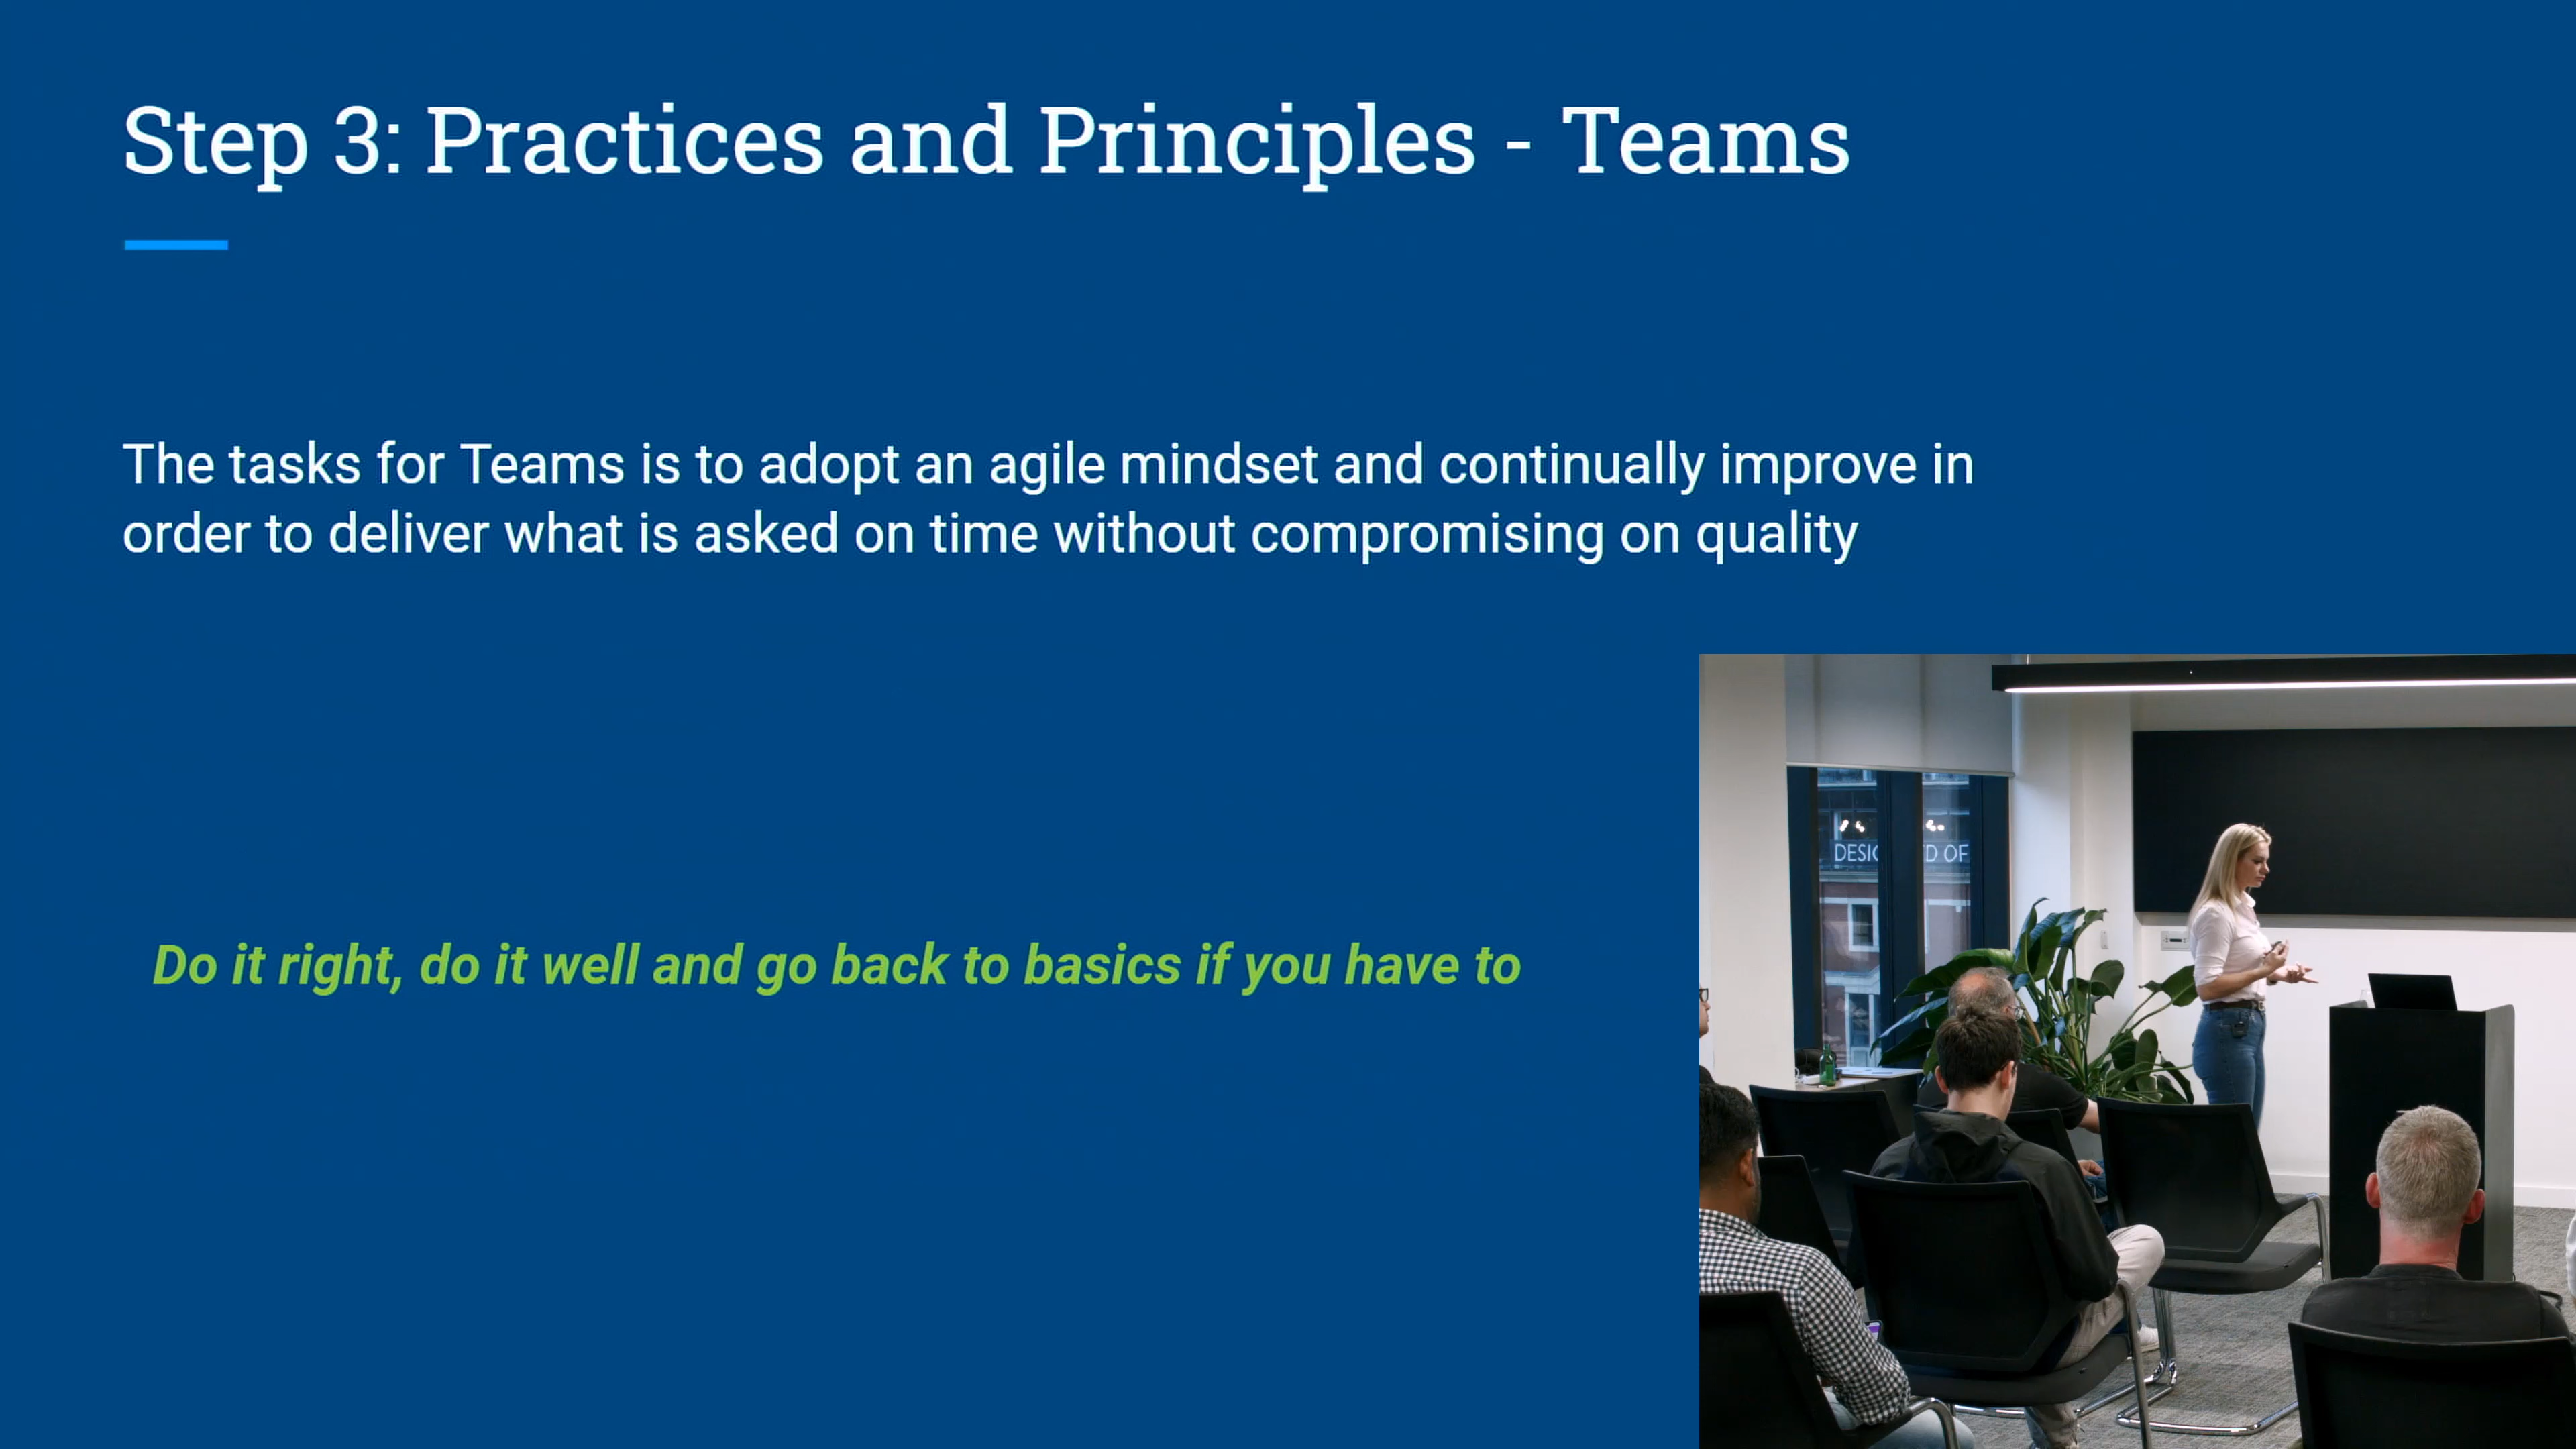 Step 3: Practices and Principles - Teams
The tasks for Teams is to adopt an agile mindset and continually improve in
order to deliver what is asked on time without compromising on quality
Do it right, do it well and go back to basics if you have to
D OF